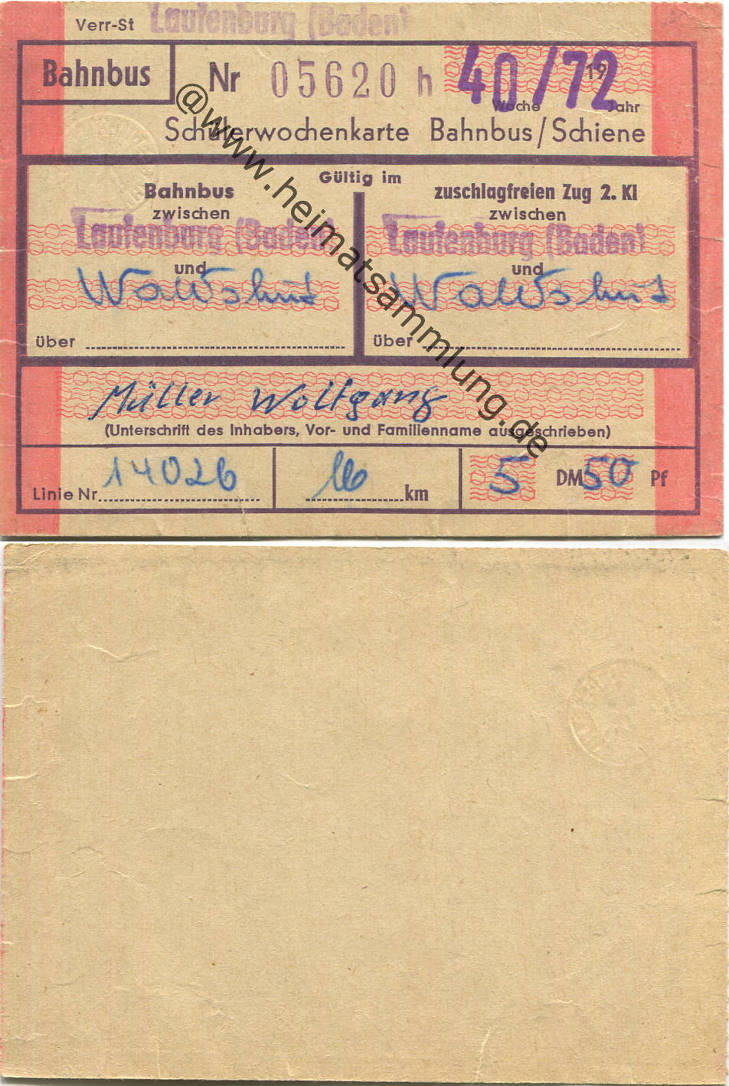 Verr-St Laufenburg (Baden)
Bahnbus Nr 05620 h 40/72
19
Woche Jahr
Schülerwochenkarte Bahnbus/Schiene
Gültig im
Bahnbus
zwischen
Laufenburg (Baden)
und
Waldshut
über
zuschlagfreien Zug 2. Kl
zwischen
Laufenburg (Baden)
und
Waldshut
über
Müller Wolfgang
(Unterschrift des Inhabers, Vor- und Familienname ausgeschrieben)
Linie Nr. 14026 16 km 5 DM 50 Pf
@www.heimatsammlung.de